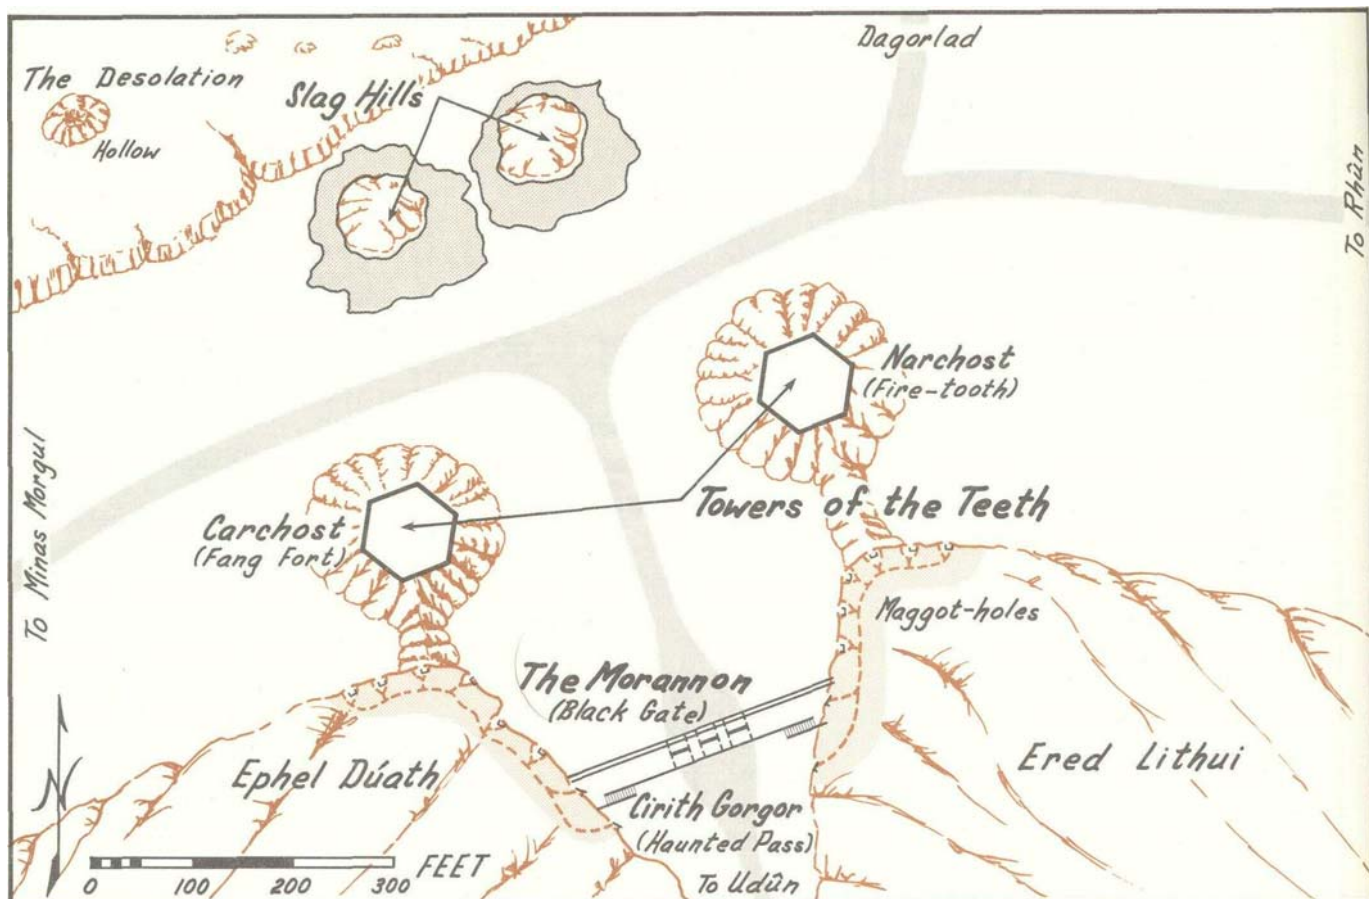 Dagorlad
The Desolation
Slag Hills
Hollow
To Rhûn
Narchost
(Fire-tooth)
To Minas Morgul
Carchost
(Fang Fort)
Towers of the Teeth
Maggot-holes
The Morannon
(Black Gate)
Ephel Dúath
Ered Lithui
Cirith Gorgor
(Haunted Pass)
N
FEET
0 100 200 300
To Udûn